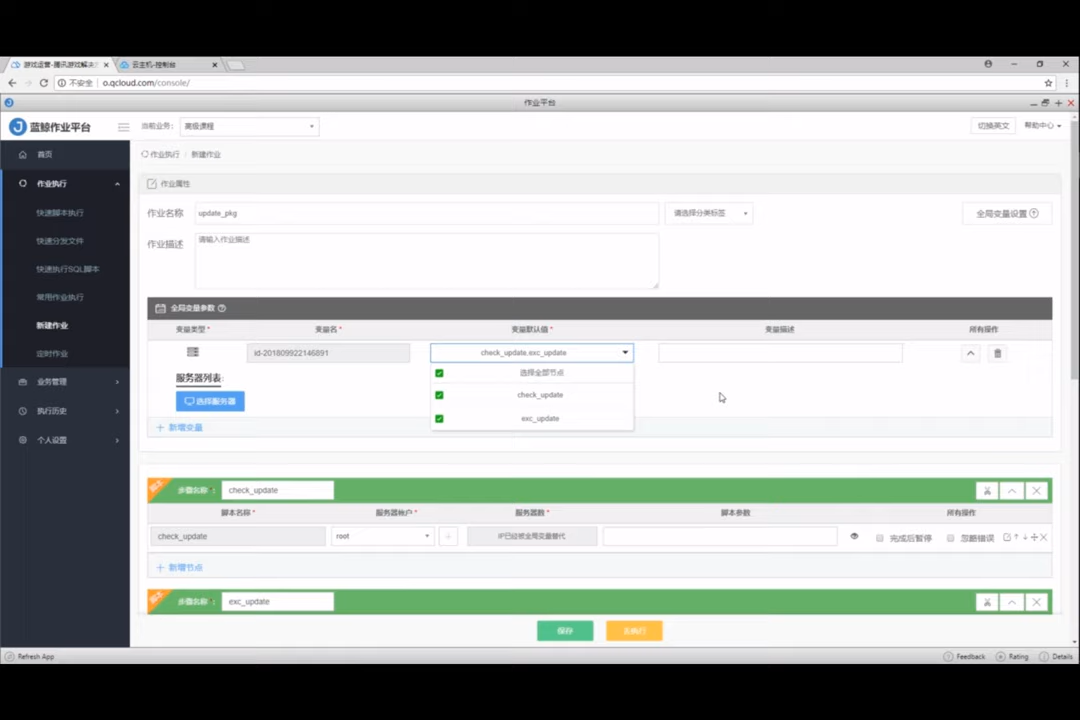 游戏运营-腾讯游戏解决方
云主机-控制台
不安全 o.qcloud.com/console/
作业平台
蓝鲸作业平台
当前业务: 高级课程
切换英文 帮助中心
首页
作业执行 / 新建作业
作业执行
作业属性
快速脚本执行
作业名称 update_pkg 请选择分类标签 全局变量设置
快速分发文件
作业描述 请输入作业描述
快速执行SQL脚本
常用作业执行
新建作业
定时作业
业务管理
执行历史
个人设置
全局变量参数
变量类型* 变量名* 变量默认值* 变量描述 所有操作
id-201809922146891 check_update,exc_update
服务器列表: 选择全部节点
选择服务器 check_update
exc_update
+ 新增变量
脚本 步骤名称*: check_update
脚本名称* 服务器帐户* 服务器数* 脚本参数 所有操作
check_update root IP已经被全局变量替代 完成后暂停 忽略错误
+ 新增节点
脚本 步骤名称*: exc_update
保存 去执行
Refresh App Feedback Rating Details